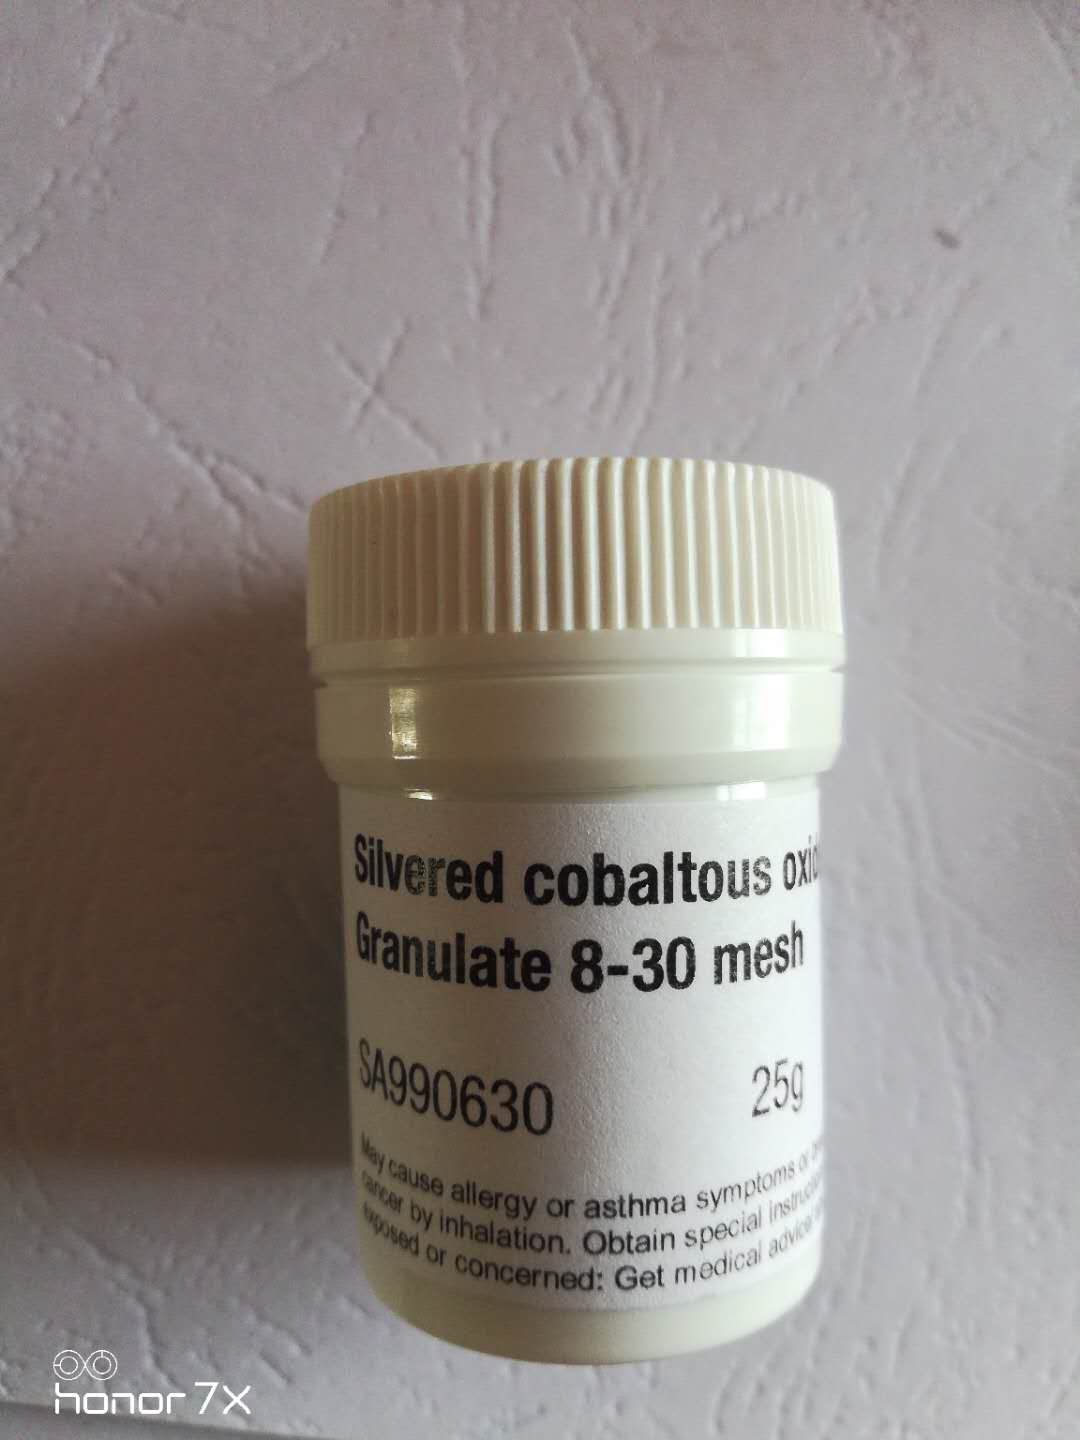 Silvered cobaltous
Granulate 8-30 mesh
SA990630 25g
May cause allergy or asthma symptoms or
cancer by inhalation. Obtain special
exposed or concerned: Get medical
honor 7X